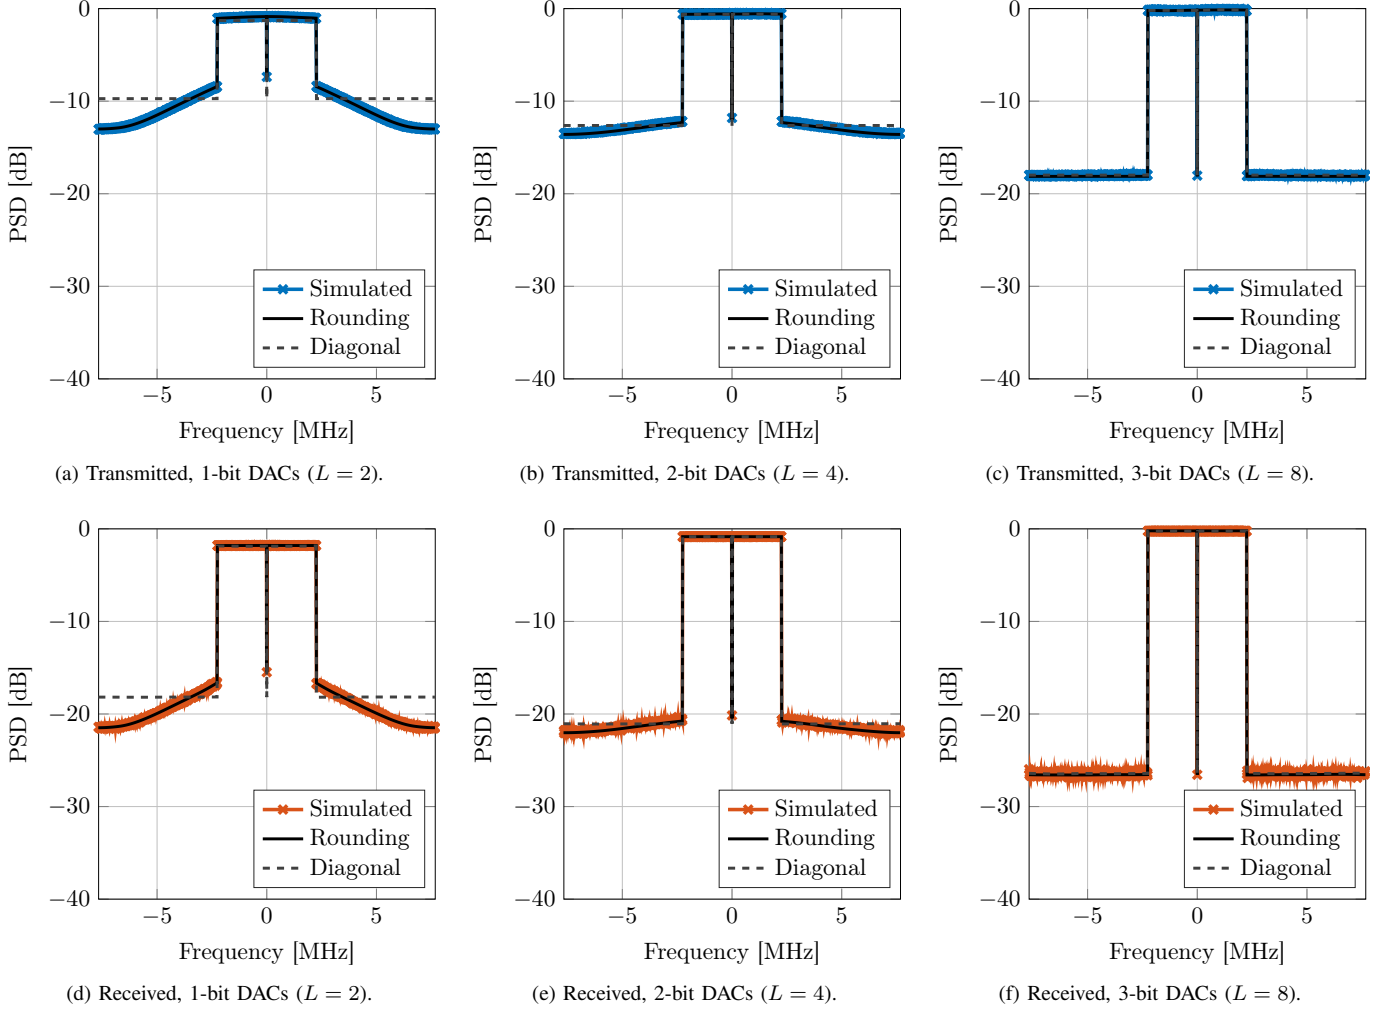 0
−10
−20
−30
−40
PSD [dB]
Simulated
Rounding
Diagonal
−5
0
5
Frequency [MHz]
(a) Transmitted, 1-bit DACs (L = 2).
0
−10
−20
−30
−40
PSD [dB]
Simulated
Rounding
Diagonal
−5
0
5
Frequency [MHz]
(b) Transmitted, 2-bit DACs (L = 4).
0
−10
−20
−30
−40
PSD [dB]
Simulated
Rounding
Diagonal
−5
0
5
Frequency [MHz]
(c) Transmitted, 3-bit DACs (L = 8).
0
−10
−20
−30
−40
PSD [dB]
Simulated
Rounding
Diagonal
−5
0
5
Frequency [MHz]
(d) Received, 1-bit DACs (L = 2).
0
−10
−20
−30
−40
PSD [dB]
Simulated
Rounding
Diagonal
−5
0
5
Frequency [MHz]
(e) Received, 2-bit DACs (L = 4).
0
−10
−20
−30
−40
PSD [dB]
Simulated
Rounding
Diagonal
−5
0
5
Frequency [MHz]
(f) Received, 3-bit DACs (L = 8).